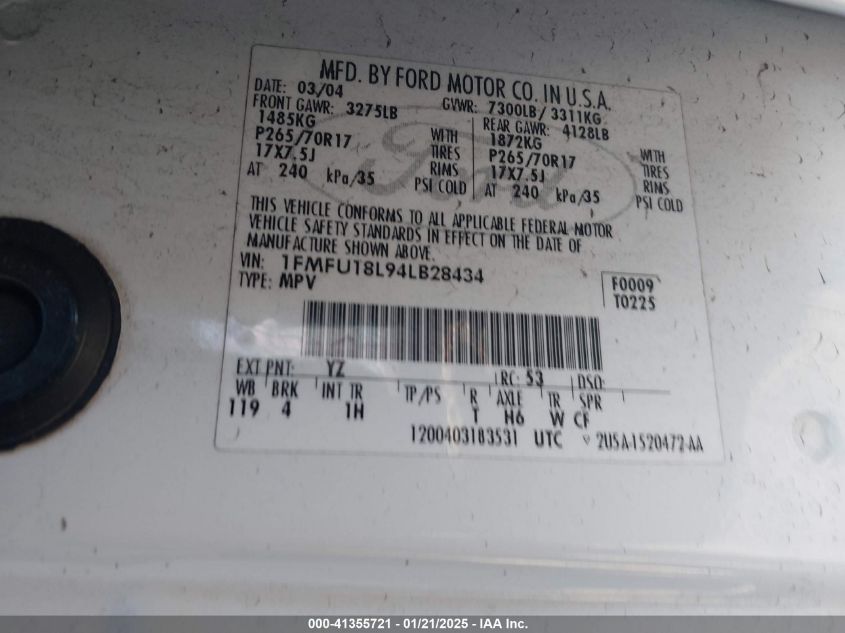 MFD. BY FORD MOTOR CO. IN U.S.A.
DATE: 03/04 GVWR: 7300LB/ 3311KG
FRONT GAWR: 3275LB REAR GAWR: 4128LB
1485KG WITH 1872KG WITH
P265/70R17 TIRES P265/70R17 TIRES
17X7.5J RIMS 17X7.5J RIMS
AT 240 kPa/35 PSI COLD AT 240 kPa/35 PSI COLD
Ford
THIS VEHICLE CONFORMS TO ALL APPLICABLE FEDERAL MOTOR
VEHICLE SAFETY STANDARDS IN EFFECT ON THE DATE OF
MANUFACTURE SHOWN ABOVE.
VIN: 1FMFU18L94LB28434
TYPE: MPV
F0009
T0225
EXT PNT: YZ RC: 53 DSO:
WB BRK INT TR TP/PS R AXLE TR SPR
119 4 1H T H6 W CF
1200403183531 UTC 2U5A-1520472-AA
000-41355721 - 01/21/2025 - IAA Inc.